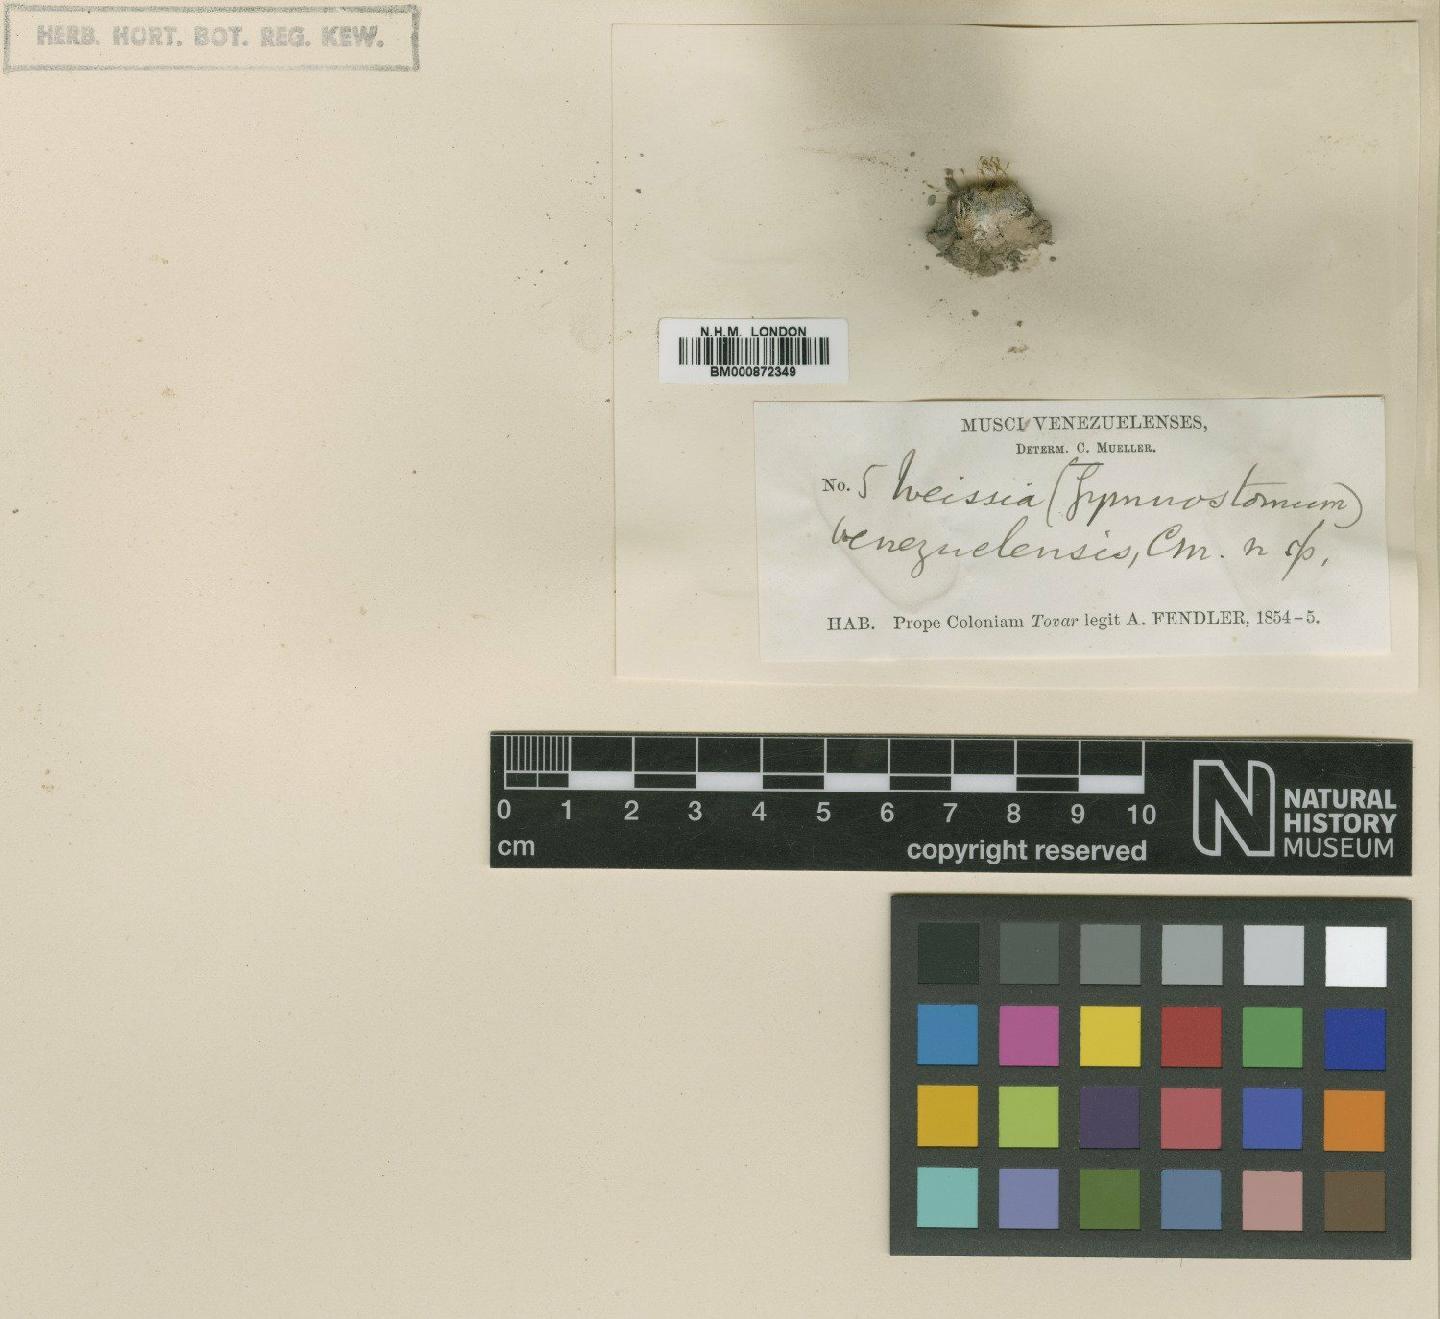 HERB. HORT. BOT. REG. KEW.
N.H.M. LONDON
BM000872349
MUSCI VENEZUELENSES,
DETERM. C. MUELLER.
No. 5 Weissia (Gymnostomum)
venezuelensis, Cm. n sp.
HAB. Prope Coloniam Tovar legit A. FENDLER, 1854-5.
0 1 2 3 4 5 6 7 8 9 10
cm
copyright reserved
NATURAL
HISTORY
MUSEUM